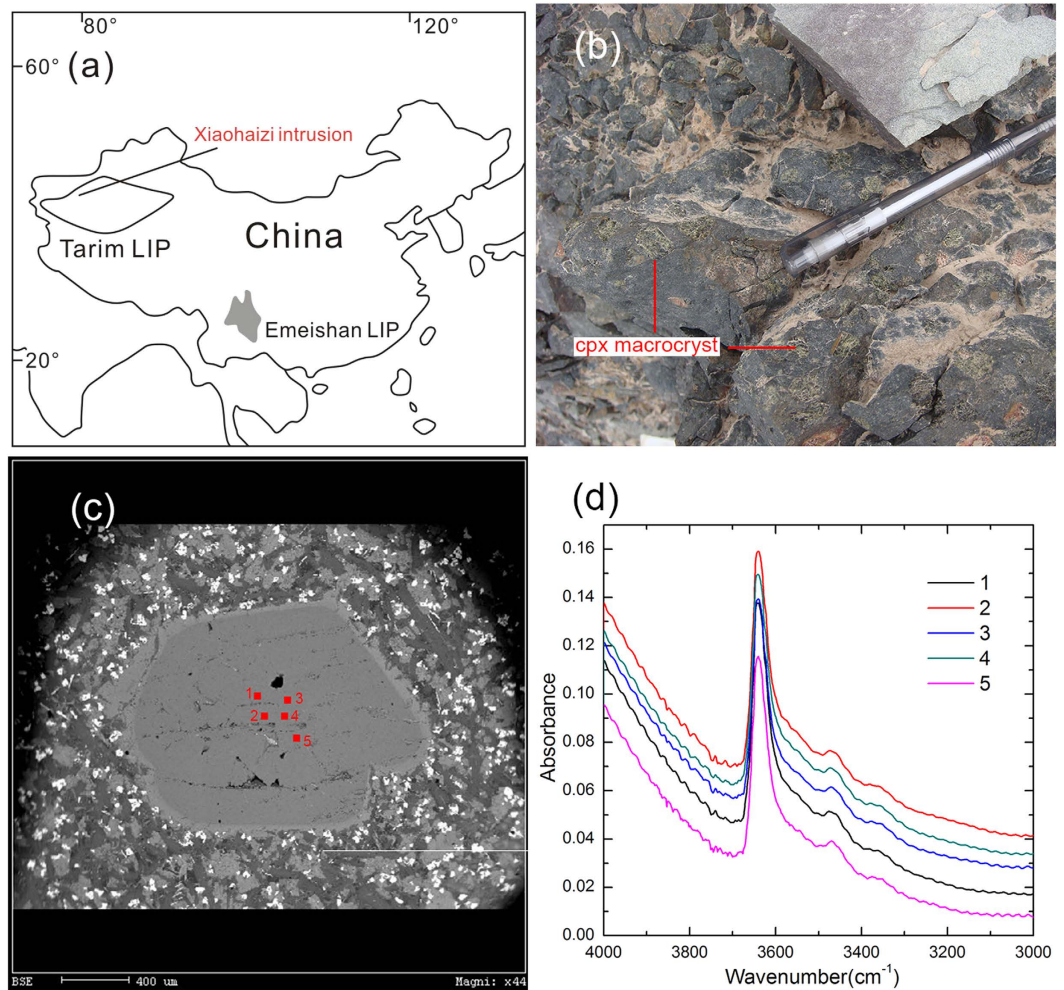 80°
120°
(a)
60°
Xiaohaizi intrusion
China
Tarim LIP
Emeishan LIP
20°
(b)
cpx macrocryst
(c)
1
3
2
4
5
BSE
400 um
Magni: x44
(d)
0.16
0.14
0.12
0.10
0.08
0.06
0.04
0.02
0.00
Absorbance
1
2
3
4
5
4000 3800 3600 3400 3200 3000
Wavenumber(cm⁻¹)